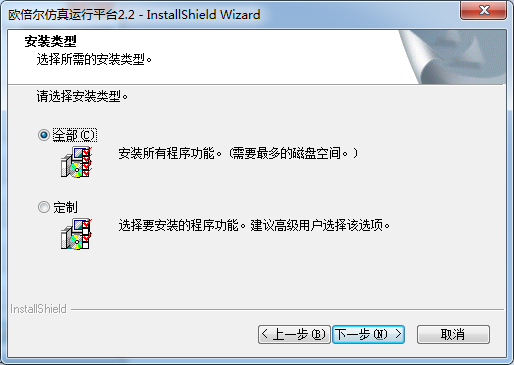 欧倍尔仿真运行平台2.2 - InstallShield Wizard
安装类型
选择所需的安装类型。
请选择安装类型。
全部(C)
安装所有程序功能。(需要最多的磁盘空间。)
定制
选择要安装的程序功能。建议高级用户选择该选项。
InstallShield
< 上一步(B) 下一步(N) > 取消